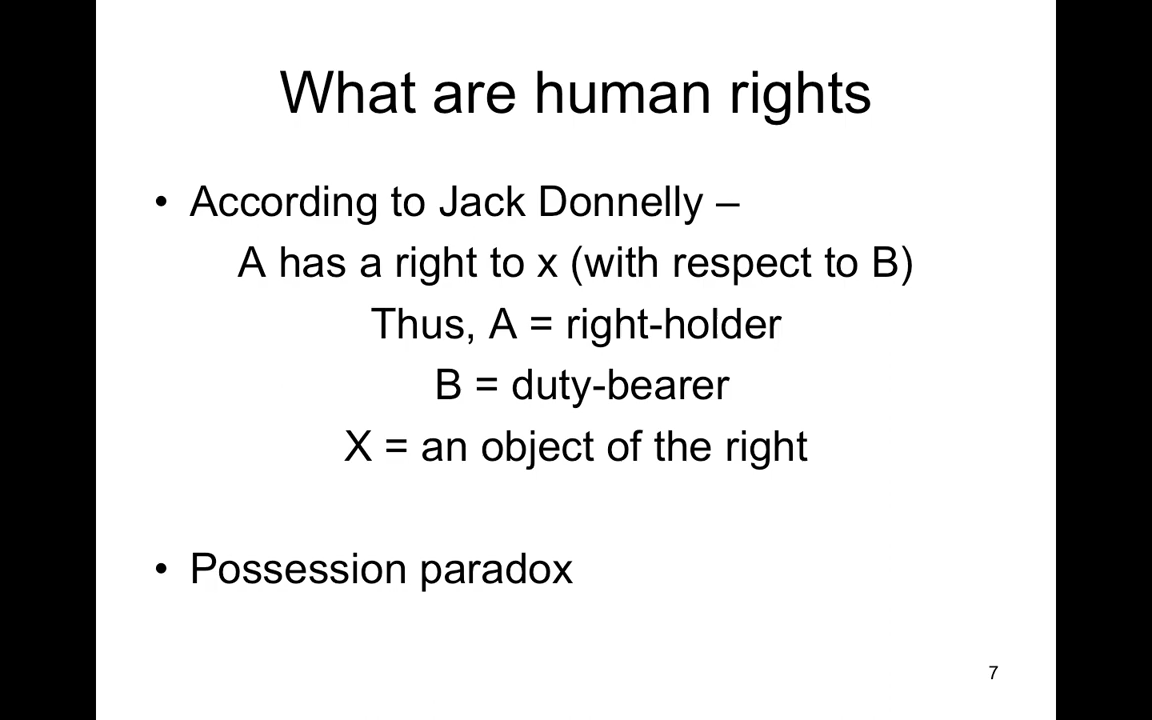 What are human rights
• According to Jack Donnelly –
A has a right to x (with respect to B)
Thus, A = right-holder
B = duty-bearer
X = an object of the right
• Possession paradox
7